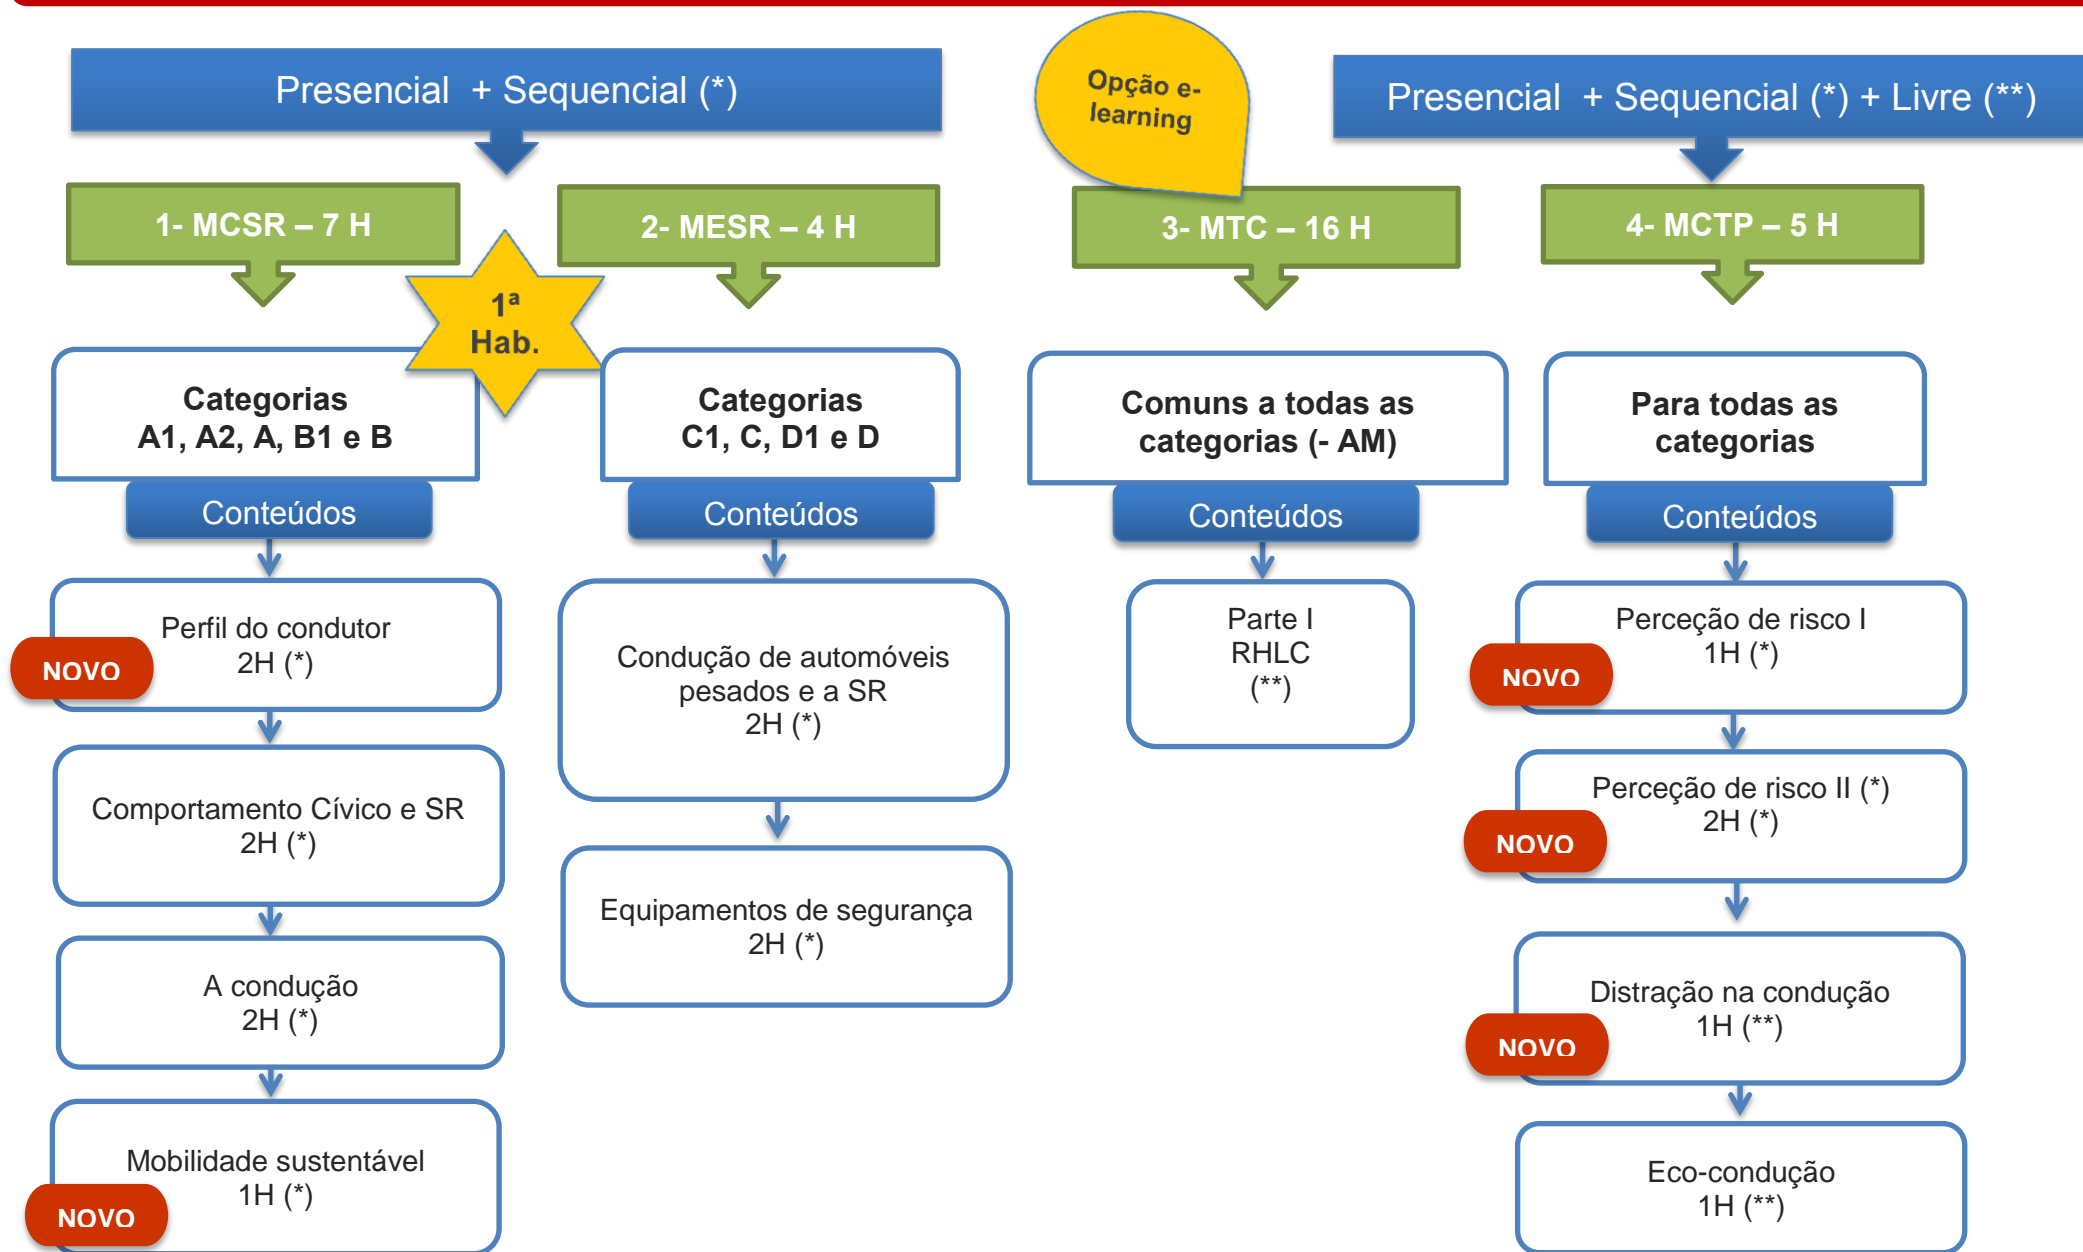 Presencial + Sequencial (*)
Opção e-
learning
Presencial + Sequencial (*) + Livre (**)
1- MCSR – 7 H
1ª
Hab.
2- MESR – 4 H
3- MTC – 16 H
4- MCTP – 5 H
Categorias
A1, A2, A, B1 e B
Conteúdos
Perfil do condutor
2H (*)
NOVO
Comportamento Cívico e SR
2H (*)
A condução
2H (*)
Mobilidade sustentável
1H (*)
NOVO
Categorias
C1, C, D1 e D
Conteúdos
Condução de automóveis
pesados e a SR
2H (*)
Equipamentos de segurança
2H (*)
Comuns a todas as
categorias (- AM)
Conteúdos
Parte I
RHLC
(**)
Para todas as
categorias
Conteúdos
Perceção de risco I
1H (*)
NOVO
Perceção de risco II (*)
2H (*)
NOVO
Distração na condução
1H (**)
NOVO
Eco-condução
1H (**)